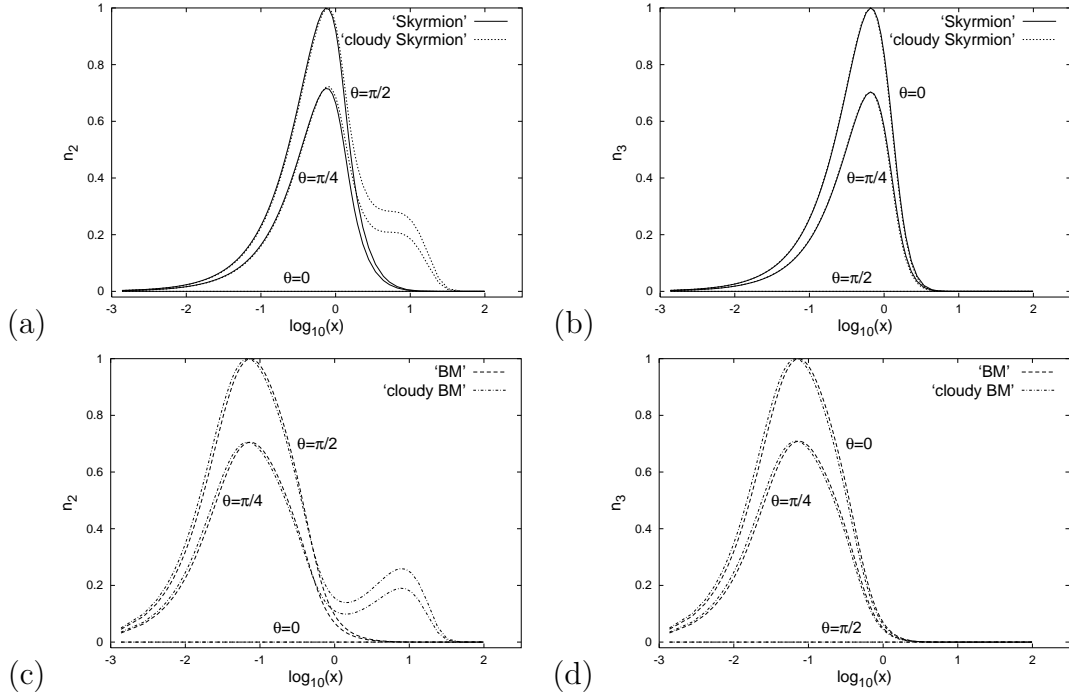 'Skyrmion'
'cloudy Skyrmion'
1
0.8
0.6
0.4
0.2
0
n2
θ=π/2
θ=π/4
θ=0
-3 -2 -1 0 1 2
log10(x)
(a)
'Skyrmion'
'cloudy Skyrmion'
1
0.8
0.6
0.4
0.2
0
n3
θ=0
θ=π/4
θ=π/2
-3 -2 -1 0 1 2
log10(x)
(b)
'BM'
'cloudy BM'
1
0.8
0.6
0.4
0.2
0
n2
θ=π/2
θ=π/4
θ=0
-3 -2 -1 0 1 2
log10(x)
(c)
'BM'
'cloudy BM'
1
0.8
0.6
0.4
0.2
0
n3
θ=0
θ=π/4
θ=π/2
-3 -2 -1 0 1 2
log10(x)
(d)